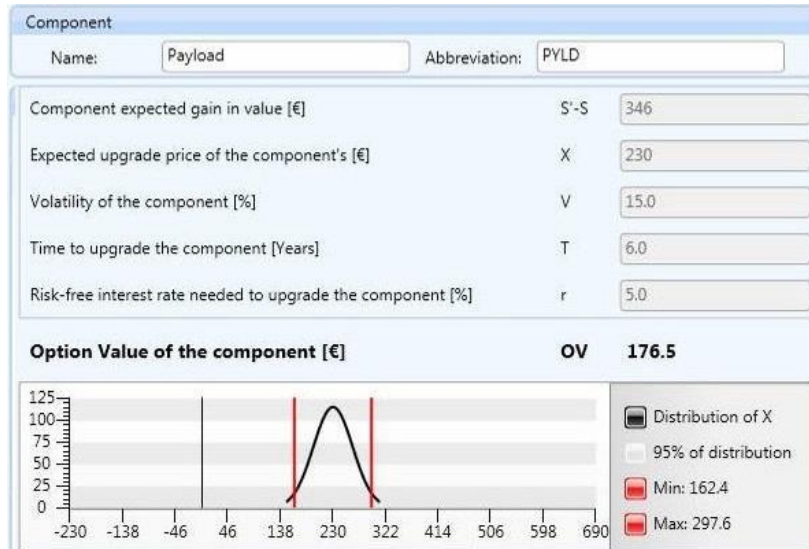 Component
Name: Payload Abbreviation: PYLD
Component expected gain in value [€] S'-S 346
Expected upgrade price of the component's [€] X 230
Volatility of the component [%] V 15.0
Time to upgrade the component [Years] T 6.0
Risk-free interest rate needed to upgrade the component [%] r 5.0
Option Value of the component [€] OV 176.5
125
100
75
50
25
0
-230 -138 -46 46 138 230 322 414 506 598 690
Distribution of X
95% of distribution
Min: 162.4
Max: 297.6